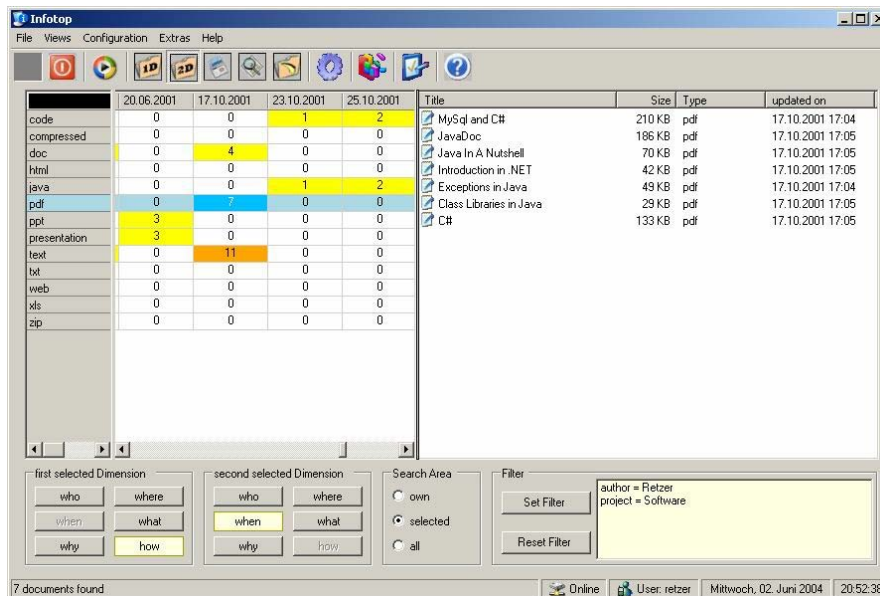 Infotop
File Views Configuration Extras Help
1D 2D
20.06.2001 17.10.2001 23.10.2001 25.10.2001
code 0 0 1 2
compressed 0 0 0 0
doc 0 4 0 0
html 0 0 0 0
java 0 0 1 2
pdf 0 7 0 0
ppt 3 0 0 0
presentation 3 0 0 0
text 0 11 0 0
txt 0 0 0 0
web 0 0 0 0
xls 0 0 0 0
zip 0 0 0 0
Title Size Type updated on
MySql and C# 210 KB pdf 17.10.2001 17:04
JavaDoc 186 KB pdf 17.10.2001 17:05
Java In A Nutshell 70 KB pdf 17.10.2001 17:05
Introduction in .NET 42 KB pdf 17.10.2001 17:05
Exceptions in Java 49 KB pdf 17.10.2001 17:04
Class Libraries in Java 29 KB pdf 17.10.2001 17:05
C# 133 KB pdf 17.10.2001 17:05
first selected Dimension
who where
when what
why how
second selected Dimension
who where
when what
why how
Search Area
own
selected
all
Filter
Set Filter
Reset Filter
author = Retzer
project = Software
7 documents found Online User: retzer Mittwoch, 02. Juni 2004 20:52:38